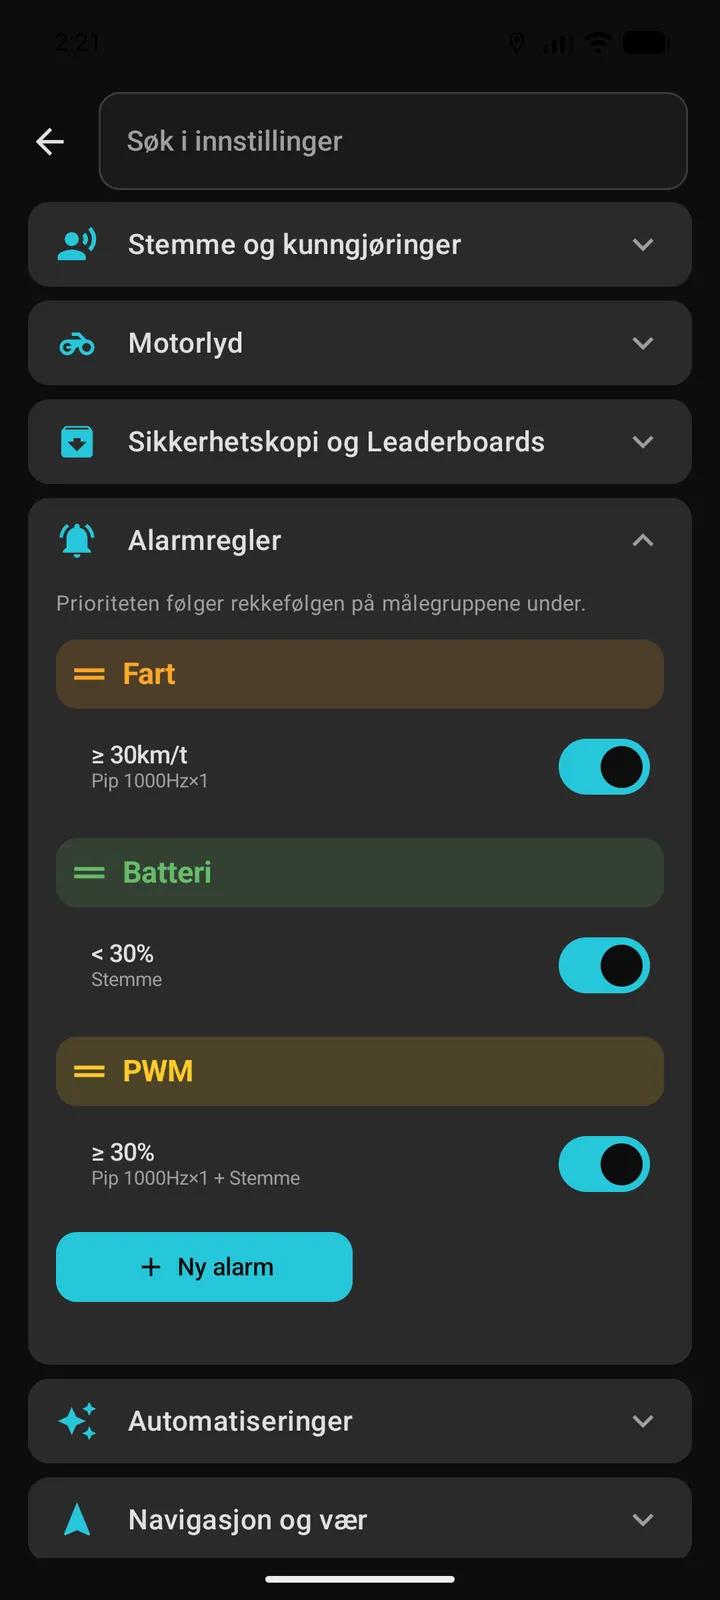 2:21
Søk i innstillinger
Stemme og kunngjøringer
Motorlyd
Sikkerhetskopi og Leaderboards
Alarmregler
Prioriteten følger rekkefølgen på målegruppene under.
Fart
≥ 30km/t
Pip 1000Hz×1
Batteri
< 30%
Stemme
PWM
≥ 30%
Pip 1000Hz×1 + Stemme
+ Ny alarm
Automatiseringer
Navigasjon og vær